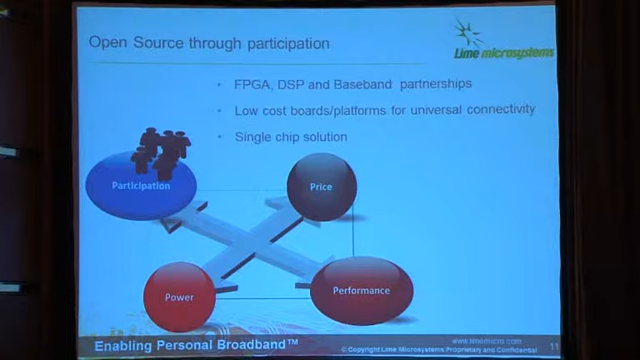 Open Source through participation
Lime microsystems
• FPGA, DSP and Baseband partnerships
• Low cost boards/platforms for universal connectivity
• Single chip solution
Participation
Price
Power
Performance
Enabling Personal Broadband™
www.limemicro.com
© Copyright Lime Microsystems Proprietary and Confidential
11